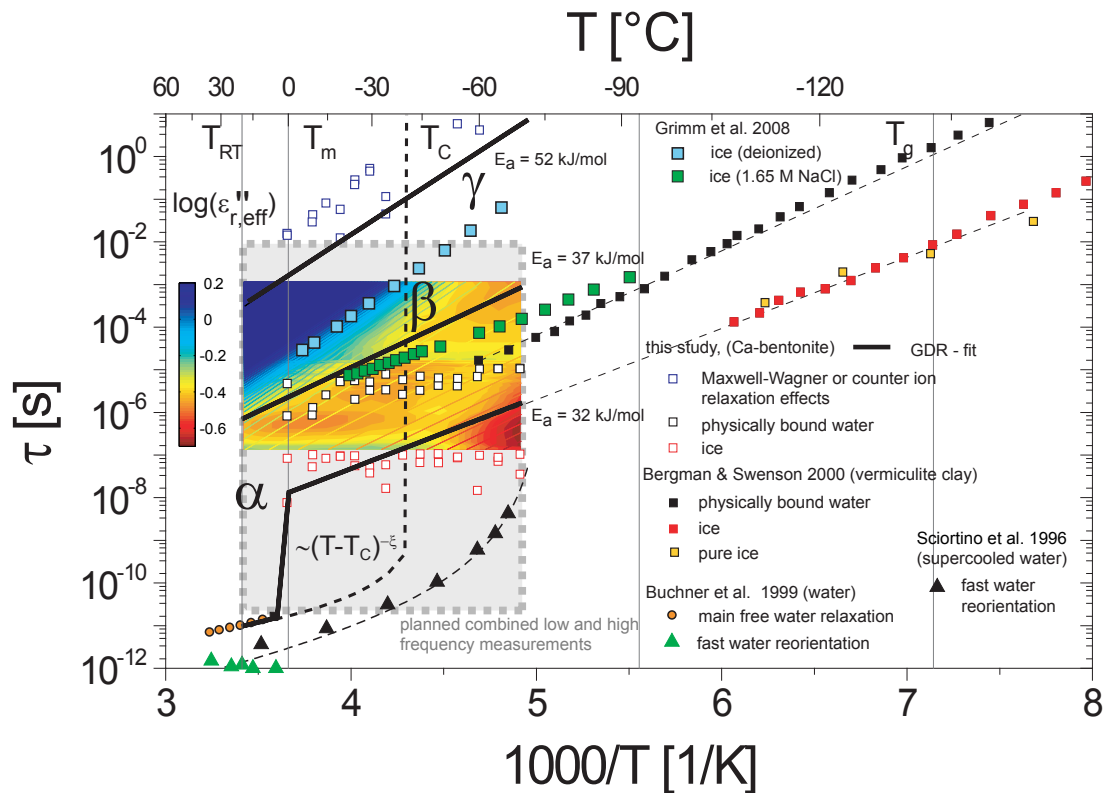 T [°C]
60 20 0 -30 -60 -90 -120
T_RT T_m T_C T_g
Grimm et al. 2008
ice (deionized)
ice (1.65 M NaCl)
E_a = 52 kJ/mol
γ
log(ε''_r,eff)
E_a = 37 kJ/mol
β
0.2
0
-0.2
-0.4
-0.6
E_a = 32 kJ/mol
α
~(T-T_C)^-ξ
planned combined low and high
frequency measurements
this study, (Ca-bentonite) GDR - fit
Maxwell-Wagner or counter ion
relaxation effects
physically bound water
ice
Bergman & Swenson 2000 (vermiculite clay)
physically bound water
ice
pure ice
Sciortino et al. 1996
(supercooled water)
fast water
reorientation
Buchner et al. 1999 (water)
main free water relaxation
fast water reorientation
10^0
10^-2
10^-4
10^-6
10^-8
10^-10
10^-12
τ [s]
3 4 5 6 7 8
1000/T [1/K]